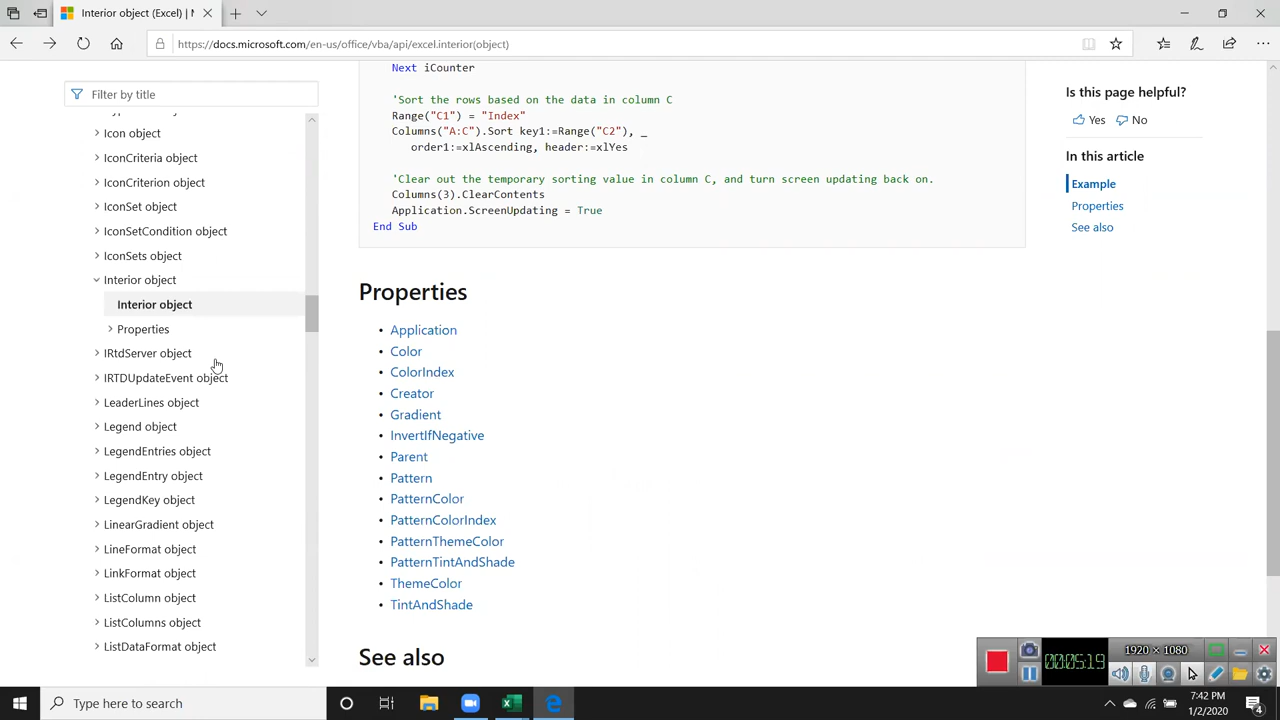 Interior object (Excel) | M
https://docs.microsoft.com/en-us/office/vba/api/excel.interior(object)
Filter by title
Icon object
IconCriteria object
IconCriterion object
IconSet object
IconSetCondition object
IconSets object
Interior object
Interior object
Properties
IRtdServer object
IRTDUpdateEvent object
LeaderLines object
Legend object
LegendEntries object
LegendEntry object
LegendKey object
LinearGradient object
LineFormat object
LinkFormat object
ListColumn object
ListColumns object
ListDataFormat object
Next iCounter
'Sort the rows based on the data in column C
Range("C1") = "Index"
Columns("A:C").Sort key1:=Range("C2"), _
order1:=xlAscending, header:=xlYes
'Clear out the temporary sorting value in column C, and turn screen updating back on.
Columns(3).ClearContents
Application.ScreenUpdating = True
End Sub
Properties
• Application
• Color
• ColorIndex
• Creator
• Gradient
• InvertIfNegative
• Parent
• Pattern
• PatternColor
• PatternColorIndex
• PatternThemeColor
• PatternTintAndShade
• ThemeColor
• TintAndShade
See also
Is this page helpful?
Yes No
In this article
Example
Properties
See also
00:05:19
1920 × 1080
Type here to search
7:42 PM
1/2/2020
4